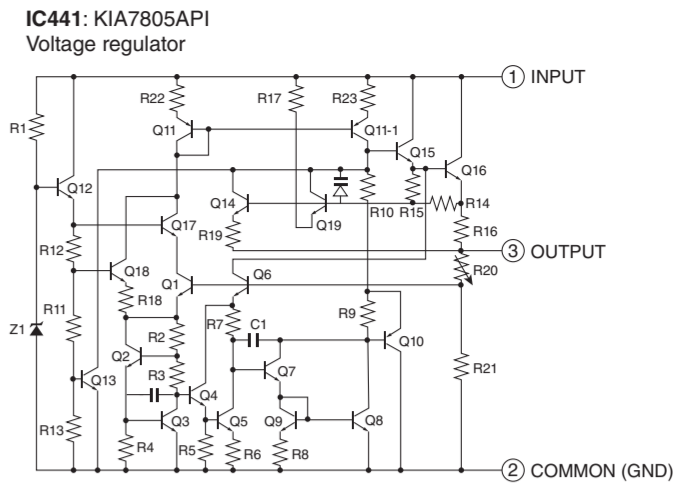 IC441: KIA7805API
Voltage regulator
1 INPUT
R22
R17
R23
R1
Q11
Q11-1
Q15
Q16
Q12
Q14
Q19
R10
R15
R14
Q17
R19
R16
R12
3 OUTPUT
Q18
Q1
Q6
R20
R18
R11
R7
C1
R9
Z1
R2
Q10
Q2
Q7
R21
R3
Q13
Q4
R13
R4
Q3
R5
Q5
R6
Q9
R8
Q8
2 COMMON (GND)